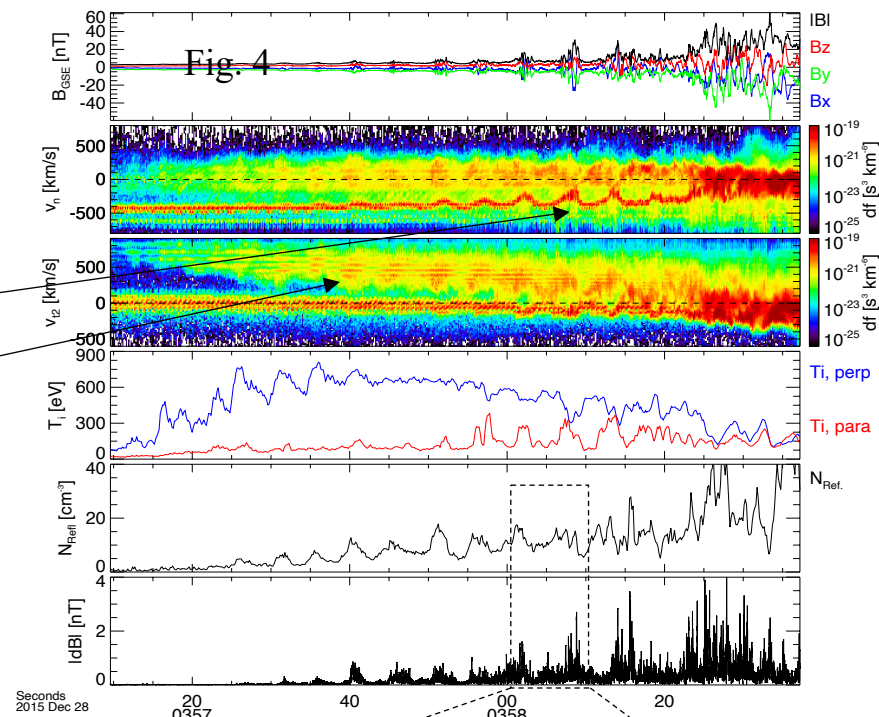 Fig. 4
B_GSE [nT]
60
40
20
0
-20
-40
|B|
Bz
By
Bx
v_n [km/s]
500
0
-500
10^-19
10^-21
10^-23
10^-25
df [s^3 km^-6]
v_t2 [km/s]
500
0
-500
10^-19
10^-21
10^-23
10^-25
df [s^3 km^-6]
T_i [eV]
900
600
300
0
Ti, perp
Ti, para
N_Refl [cm^-3]
40
20
0
N_Ref.
|dB| [nT]
4
2
0
Seconds
2015 Dec 28
20 40 00 20
0357 0358